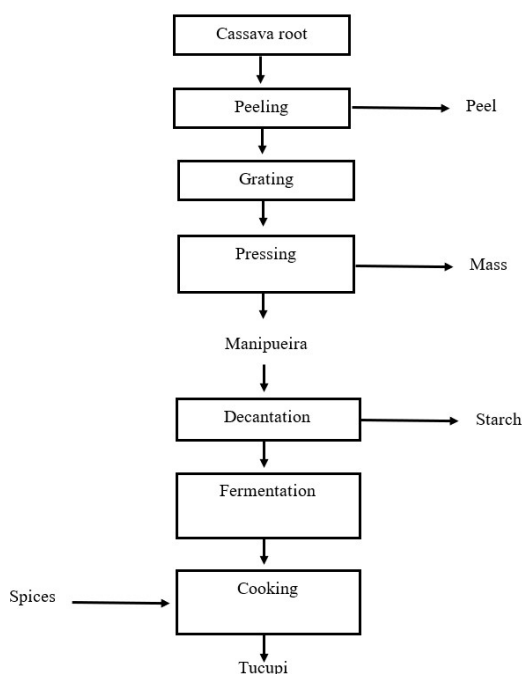 Cassava root
Peeling
Peel
Grating
Pressing
Mass
Manipueira
Decantation
Starch
Fermentation
Cooking
Spices
Tucupi